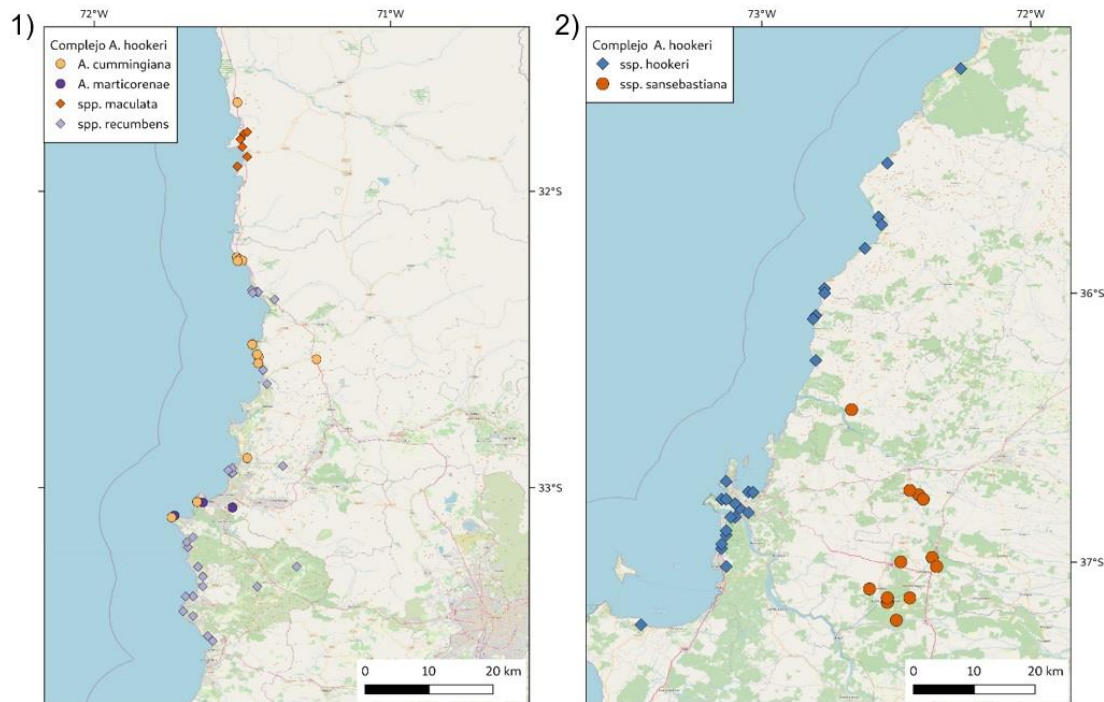 1)
72°W
71°W
Complejo A. hookeri
A. cummingiana
A. marticorenae
spp. maculata
spp. recumbens
32°S
33°S
0 10 20 km
2)
73°W
72°W
Complejo A. hookeri
ssp. hookeri
ssp. sansebastiana
36°S
37°S
0 10 20 km